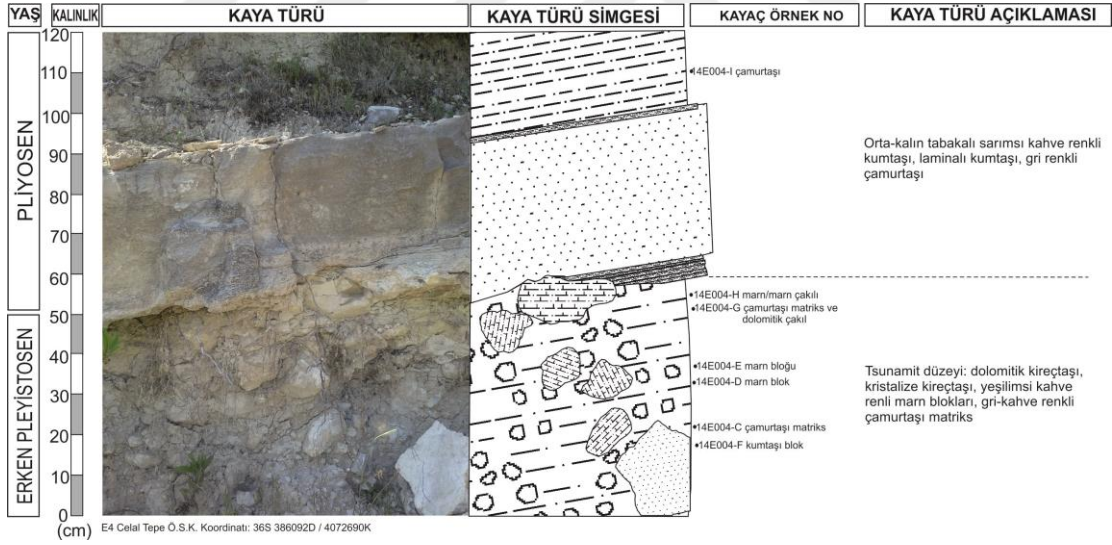 YAŞ KALINLIK KAYA TÜRÜ KAYA TÜRÜ SİMGESİ KAYAÇ ÖRNEK NO KAYA TÜRÜ AÇIKLAMASI
PLİYOSEN
ERKEN PLEYİSTOSEN
120
110
100
90
80
70
60
50
40
30
20
10
0
(cm)
14E004-I çamurtaşı
14E004-H marn/marn çakılı
14E004-G çamurtaşı matriks ve
dolomitik çakıl
14E004-E marn bloğu
14E004-D marn blok
14E004-C çamurtaşı matriks
14E004-F kumtaşı blok
Orta-kalın tabakalı sarımsı kahve renkli
kumtaşı, laminalı kumtaşı, gri renkli
çamurtaşı
Tsunamit düzeyi: dolomitik kireçtaşı,
kristalize kireçtaşı, yeşilimsi kahve
renli marn blokları, gri-kahve renkli
çamurtaşı matriks
E4 Celal Tepe Ö.S.K. Koordinatı: 36S 386092D / 4072690K